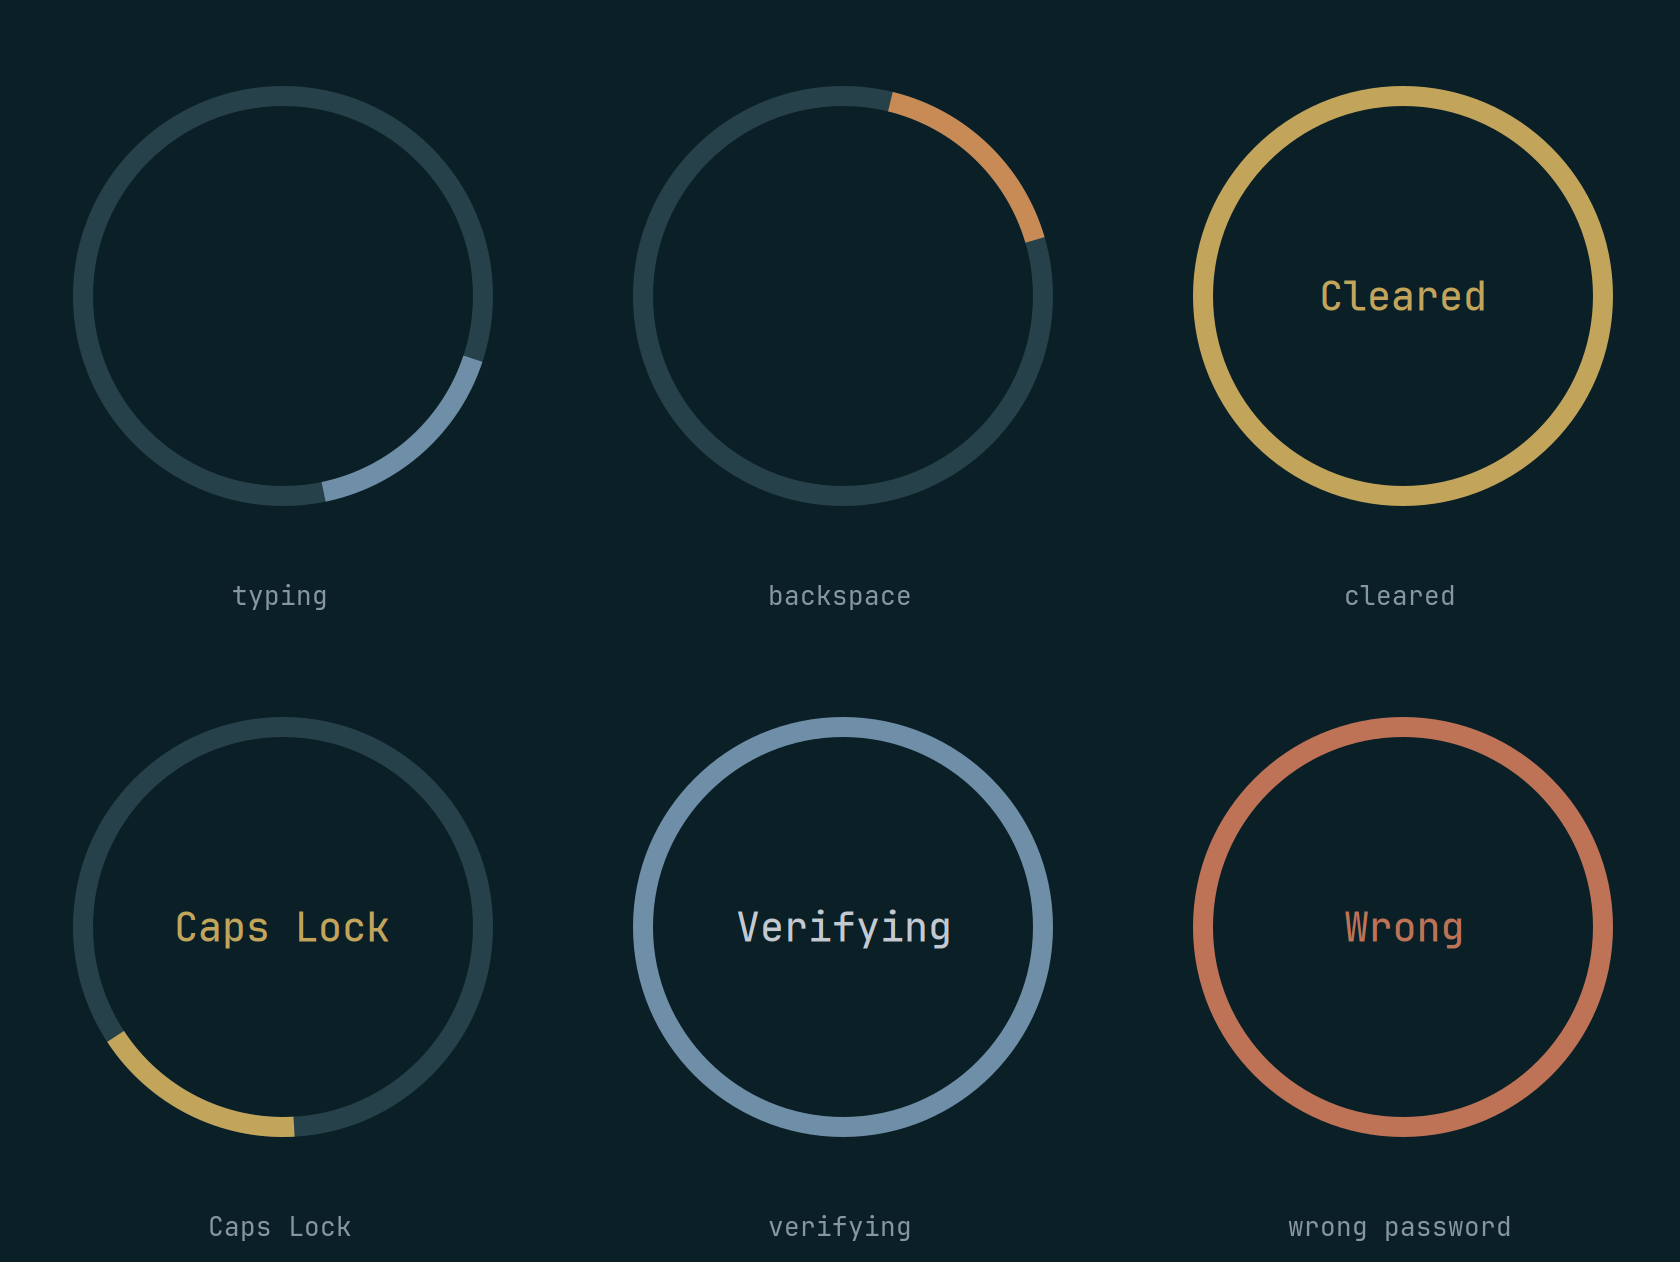 Cleared
typing
backspace
cleared
Caps Lock
Verifying
Wrong
Caps Lock
verifying
wrong password